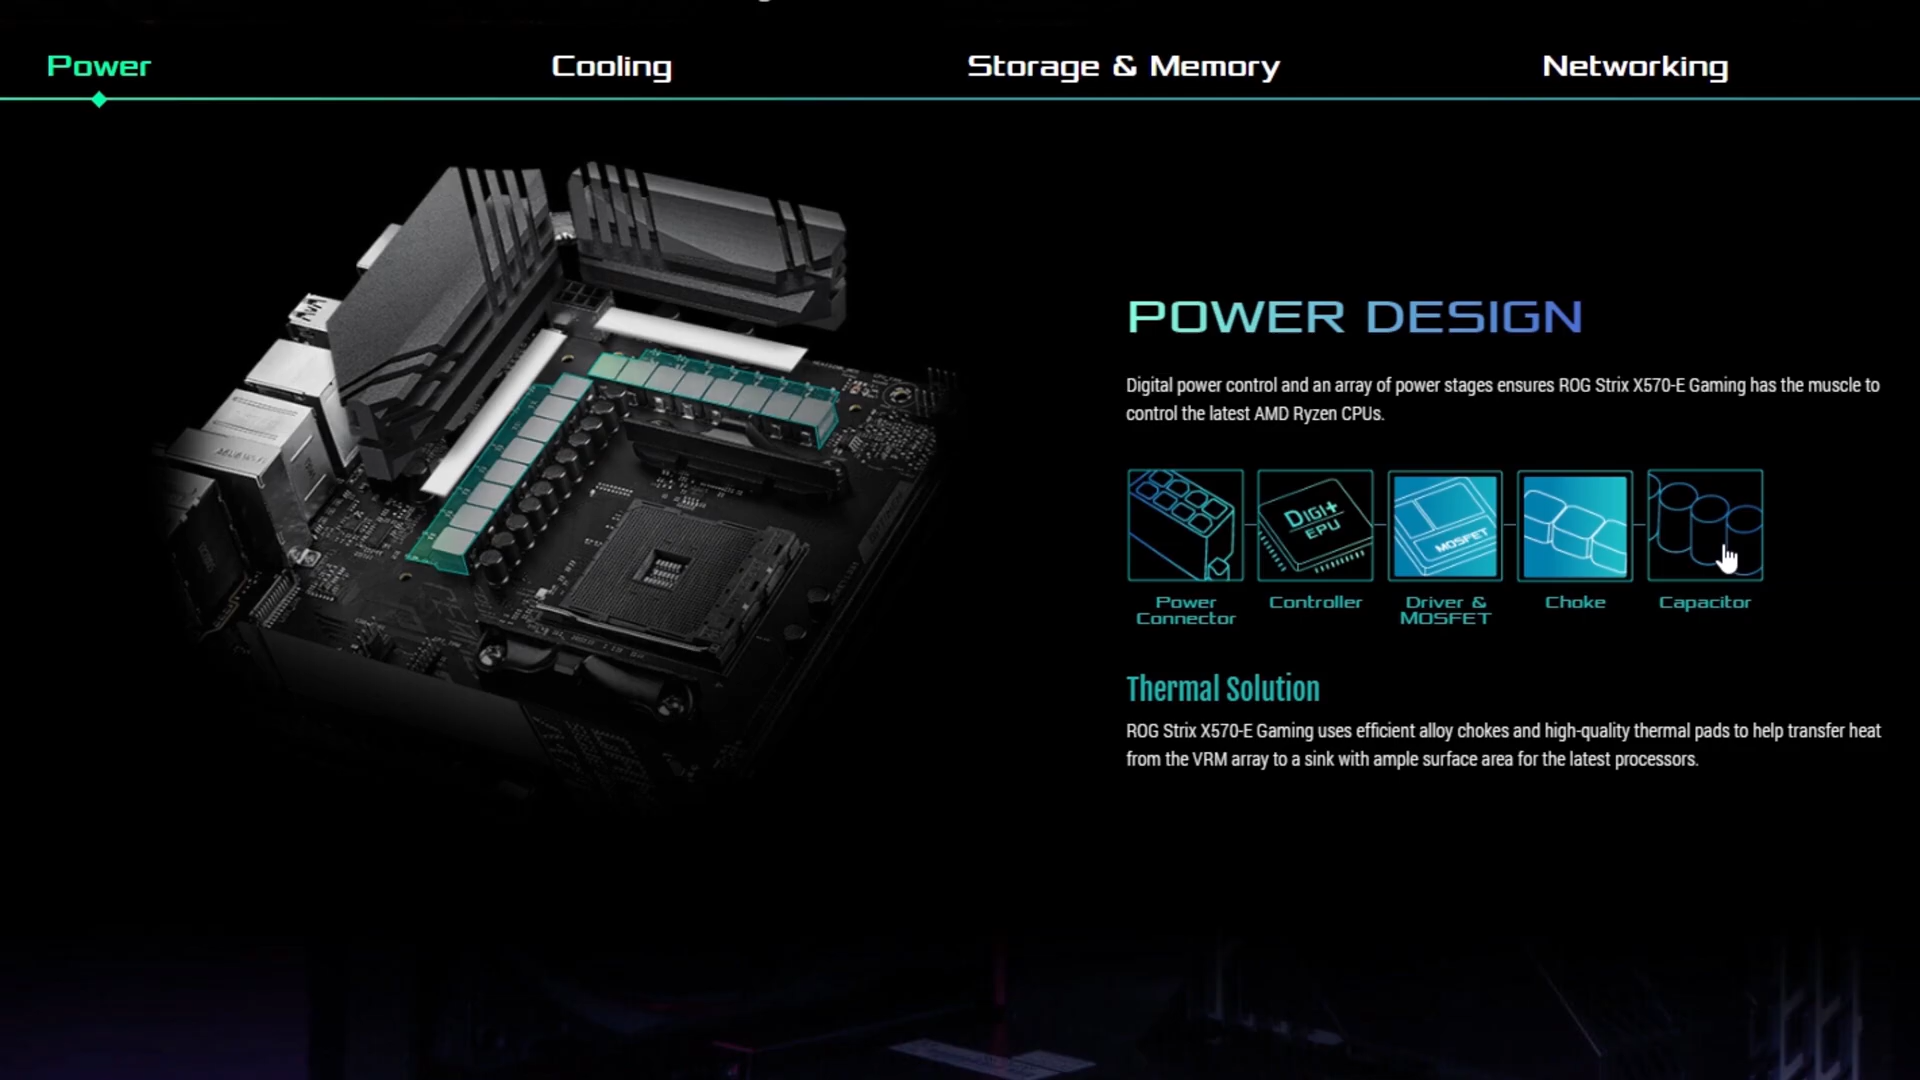 Power
Cooling
Storage & Memory
Networking
POWER DESIGN
Digital power control and an array of power stages ensures ROG Strix X570-E Gaming has the muscle to
control the latest AMD Ryzen CPUs.
DIGI+
EPU
MOSFET
Power
Connector
Controller
Driver &
MOSFET
Choke
Capacitor
Thermal Solution
ROG Strix X570-E Gaming uses efficient alloy chokes and high-quality thermal pads to help transfer heat
from the VRM array to a sink with ample surface area for the latest processors.